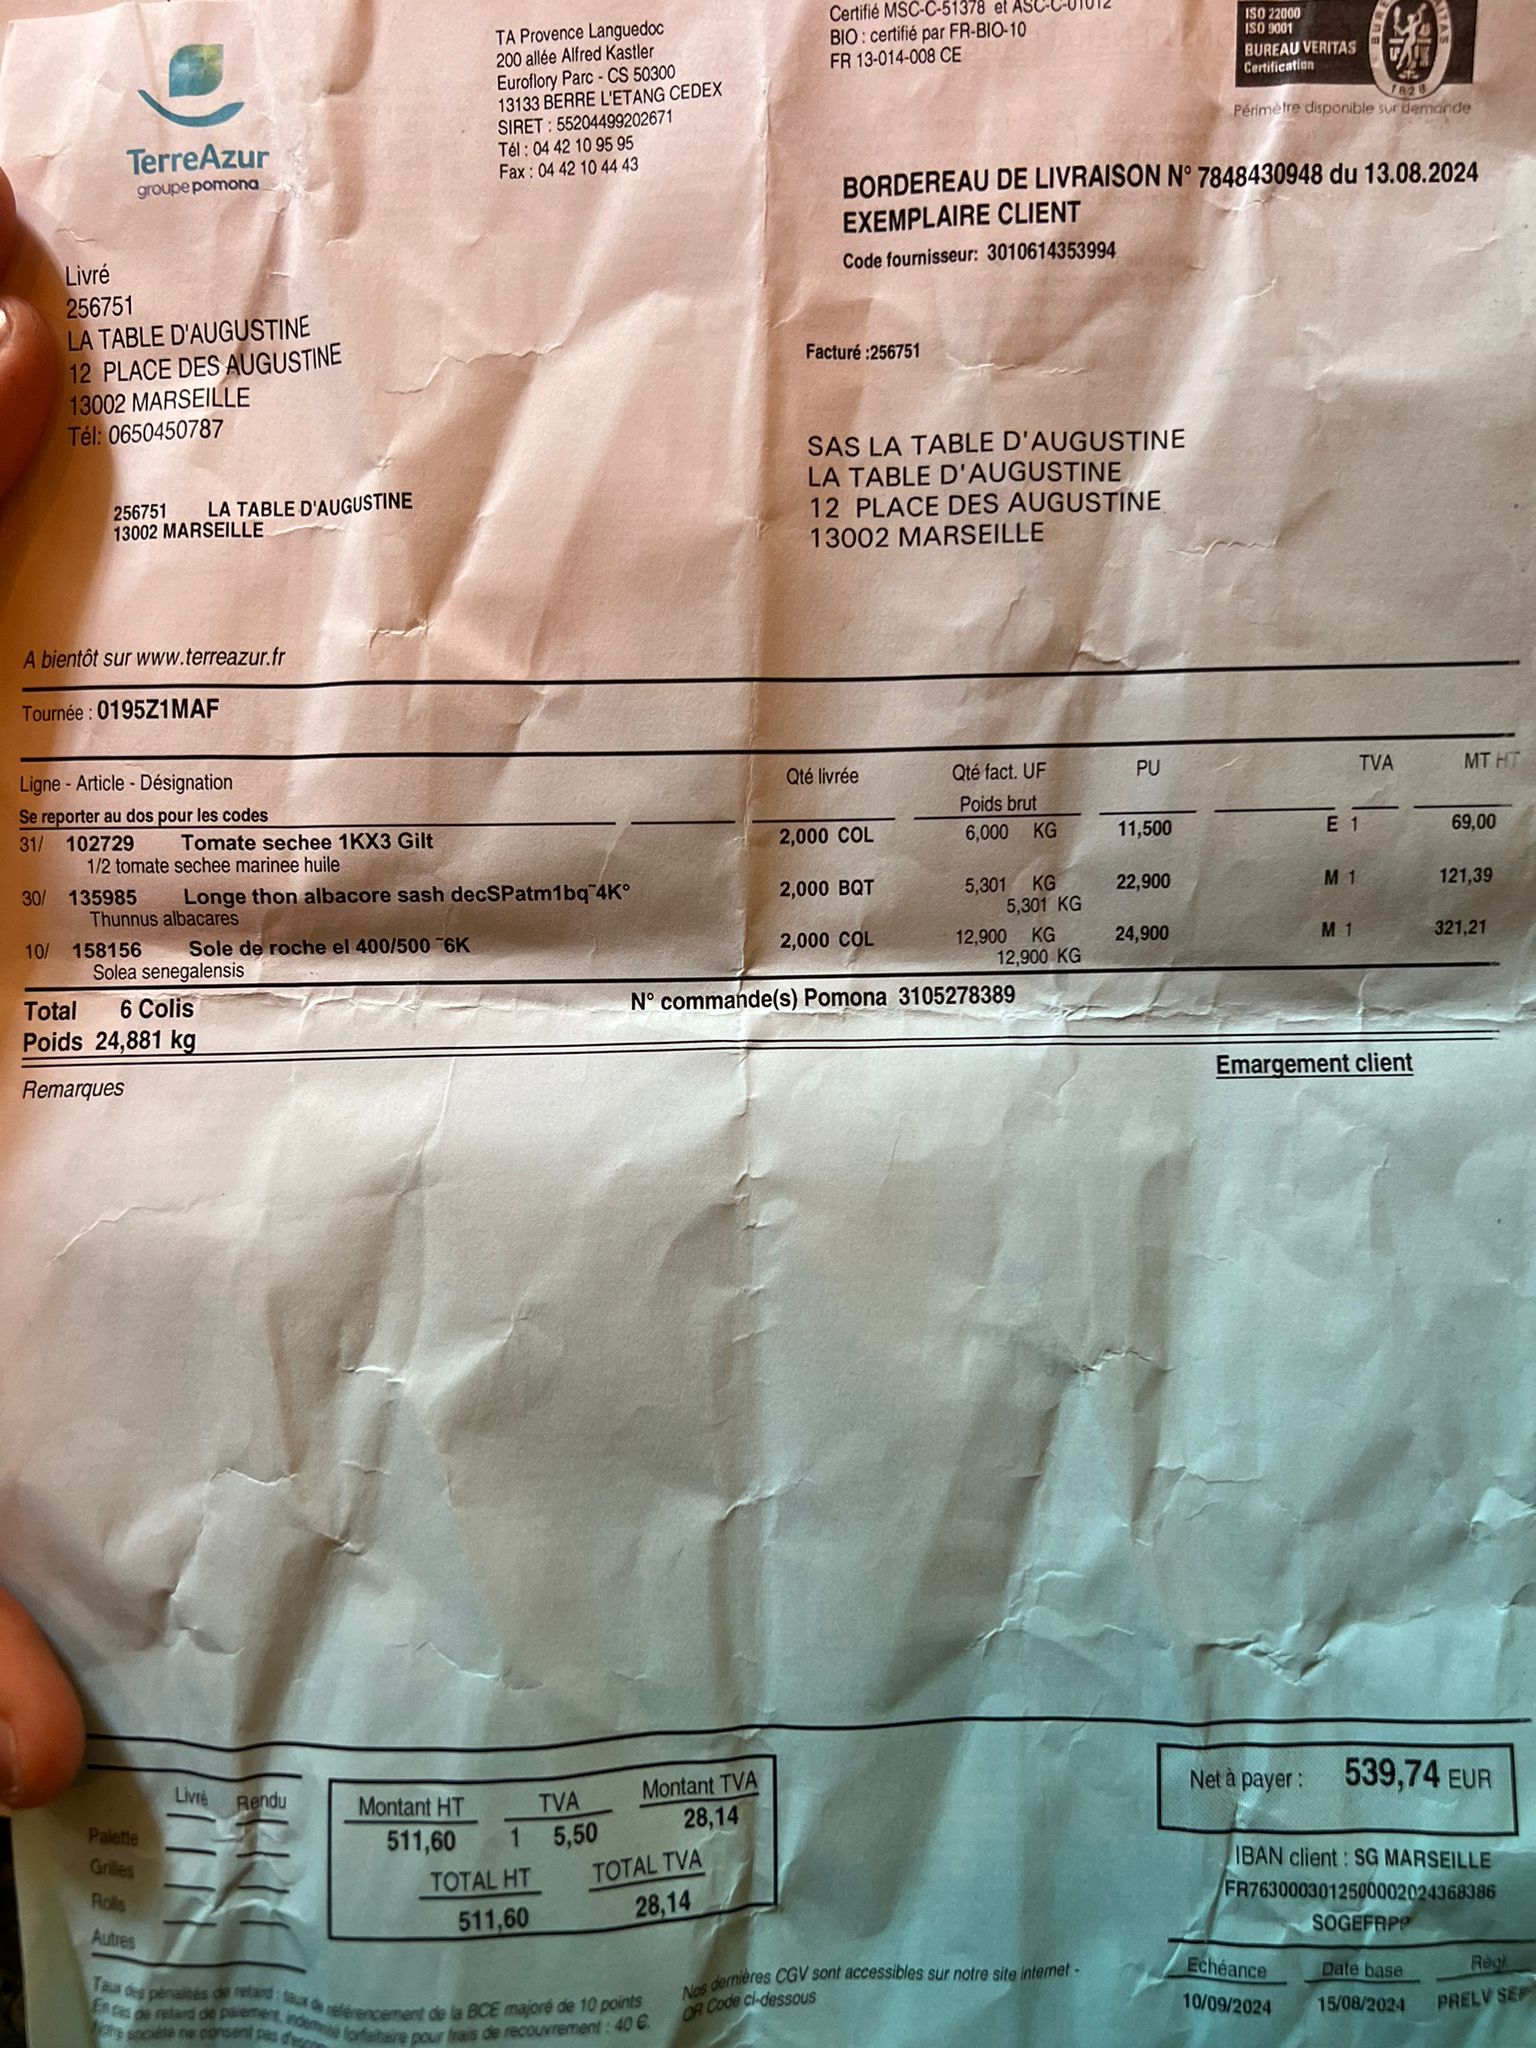 TerreAzur
groupe pomona
TA Provence Languedoc
200 allée Alfred Kastler
Euroflory Parc - CS 50300
13133 BERRE L'ETANG CEDEX
SIRET : 55204499202671
Tél : 04 42 10 95 95
Fax : 04 42 10 44 43
Certifié MSC-C-51378 et ASC-C-01012
BIO : certifié par FR-BIO-10
FR 13-014-008 CE
ISO 22000
ISO 9001
BUREAU VERITAS
Certification
1828
Périmètre disponible sur demande
BORDEREAU DE LIVRAISON N° 7848430948 du 13.08.2024
EXEMPLAIRE CLIENT
Code fournisseur: 3010614353994
Livré
256751
LA TABLE D'AUGUSTINE
12 PLACE DES AUGUSTINE
13002 MARSEILLE
Tél: 0650450787
Facturé :256751
SAS LA TABLE D'AUGUSTINE
LA TABLE D'AUGUSTINE
12 PLACE DES AUGUSTINE
13002 MARSEILLE
256751 LA TABLE D'AUGUSTINE
13002 MARSEILLE
A bientôt sur www.terreazur.fr
Tournée : 0195Z1MAF
Ligne - Article - Désignation Qté livrée Qté fact. UF PU TVA MT HT
Se reporter au dos pour les codes Poids brut
31/ 102729 Tomate sechee 1KX3 Gilt 2,000 COL 6,000 KG 11,500 E 1 69,00
1/2 tomate sechee marinee huile
30/ 135985 Longe thon albacore sash decSPatm1bq~4K° 2,000 BQT 5,301 KG 22,900 M 1 121,39
Thunnus albacares 5,301 KG
10/ 158156 Sole de roche el 400/500 ~6K 2,000 COL 12,900 KG 24,900 M 1 321,21
Solea senegalensis 12,900 KG
Total 6 Colis N° commande(s) Pomona 3105278389
Poids 24,881 kg
Remarques Emargement client
Livré Rendu
Palette
Grilles
Rolls
Autres
Montant HT TVA Montant TVA
511,60 1 5,50 28,14
TOTAL HT TOTAL TVA
511,60 28,14
Net à payer : 539,74 EUR
IBAN client : SG MARSEILLE
FR7630003012500002024368386
SOGEFRPP
Echéance Date base Règl
10/09/2024 15/08/2024 PRELV SEP
Taux des pénalités de retard : taux de référencement de la BCE majoré de 10 points
En cas de retard de paiement, indemnité forfaitaire pour frais de recouvrement : 40 €.
Notre société ne consent pas
Nos dernières CGV sont accessibles sur notre site internet -
QR Code ci-dessous